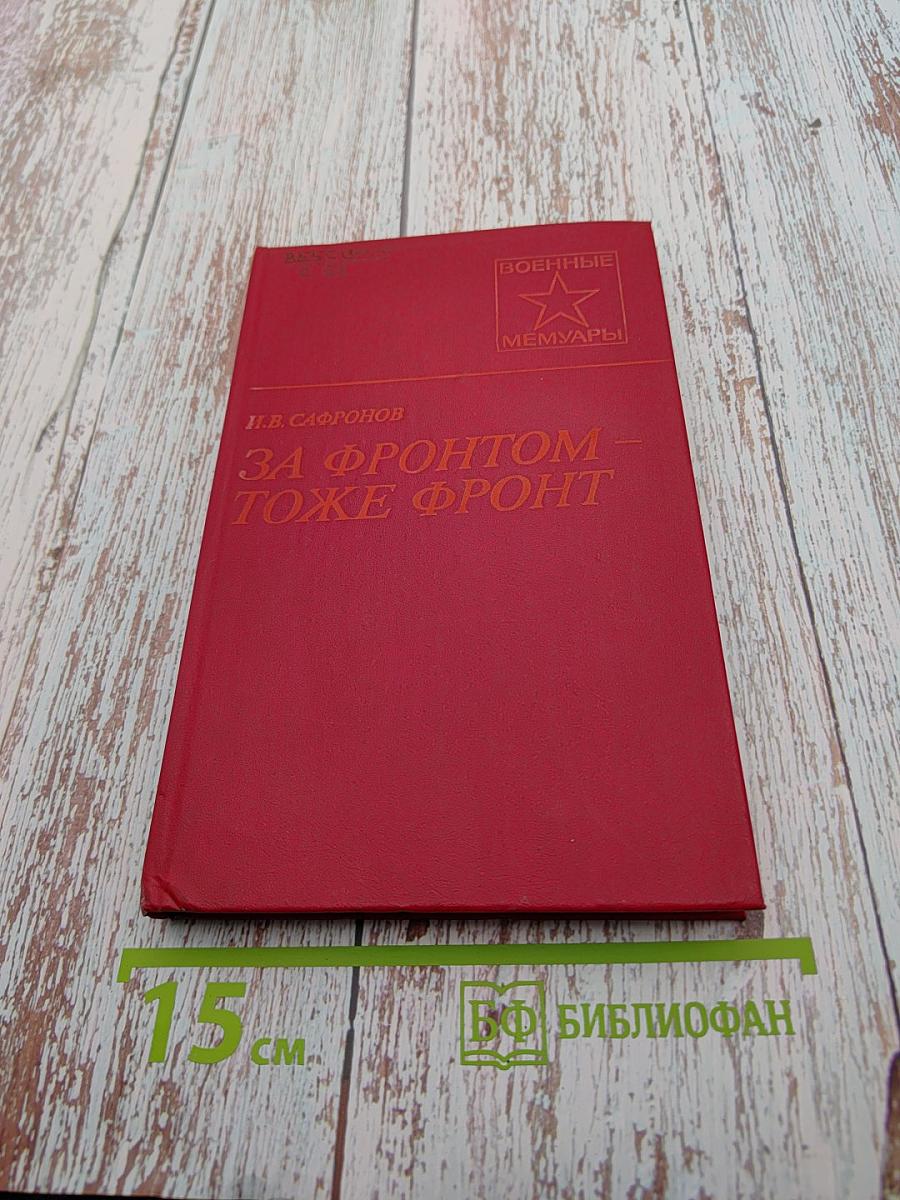 ВОЕННЫЕ
МЕМУАРЫ
И.В. САФРОНОВ
ЗА ФРОНТОМ –
ТОЖЕ ФРОНТ
15 см
БФ БИБЛИОФАН